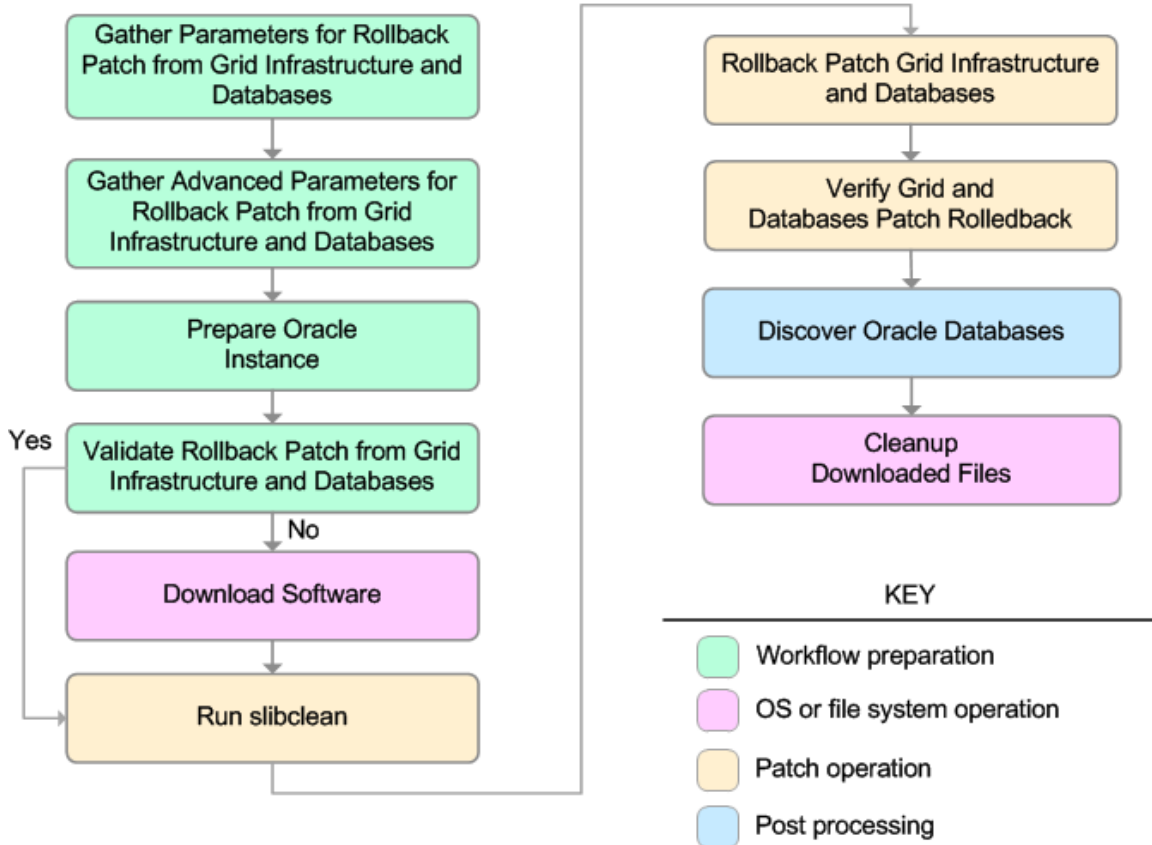 Gather Parameters for Rollback
Patch from Grid Infrastructure and
Databases
Gather Advanced Parameters for
Rollback Patch from Grid
Infrastructure and Databases
Prepare Oracle
Instance
Yes
Validate Rollback Patch from Grid
Infrastructure and Databases
No
Download Software
Run slibclean
Rollback Patch Grid Infrastructure
and Databases
Verify Grid and
Databases Patch Rolledback
Discover Oracle Databases
Cleanup
Downloaded Files
KEY
Workflow preparation
OS or file system operation
Patch operation
Post processing